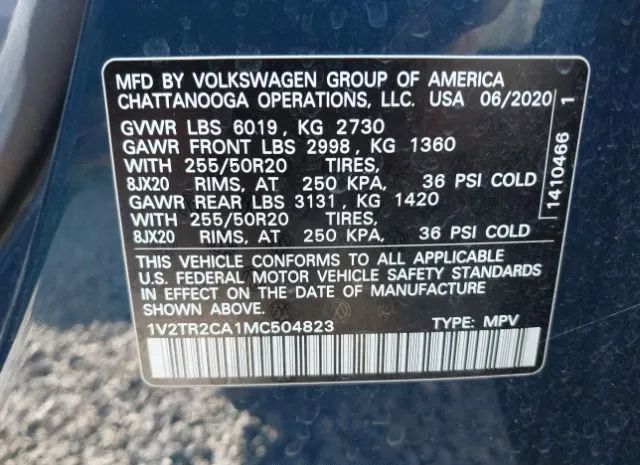 MFD BY VOLKSWAGEN GROUP OF AMERICA
CHATTANOOGA OPERATIONS, LLC. USA 06/2020
GVWR LBS 6019, KG 2730
GAWR FRONT LBS 2998, KG 1360
WITH 255/50R20 TIRES,
8JX20 RIMS, AT 250 KPA, 36 PSI COLD
GAWR REAR LBS 3131, KG 1420
WITH 255/50R20 TIRES,
8JX20 RIMS, AT 250 KPA, 36 PSI COLD
THIS VEHICLE CONFORMS TO ALL APPLICABLE
U.S. FEDERAL MOTOR VEHICLE SAFETY STANDARDS
IN EFFECT ON THE DATE OF MANUFACTURE
SHOWN ABOVE.
1V2TR2CA1MC504823 TYPE: MPV
1410466 1